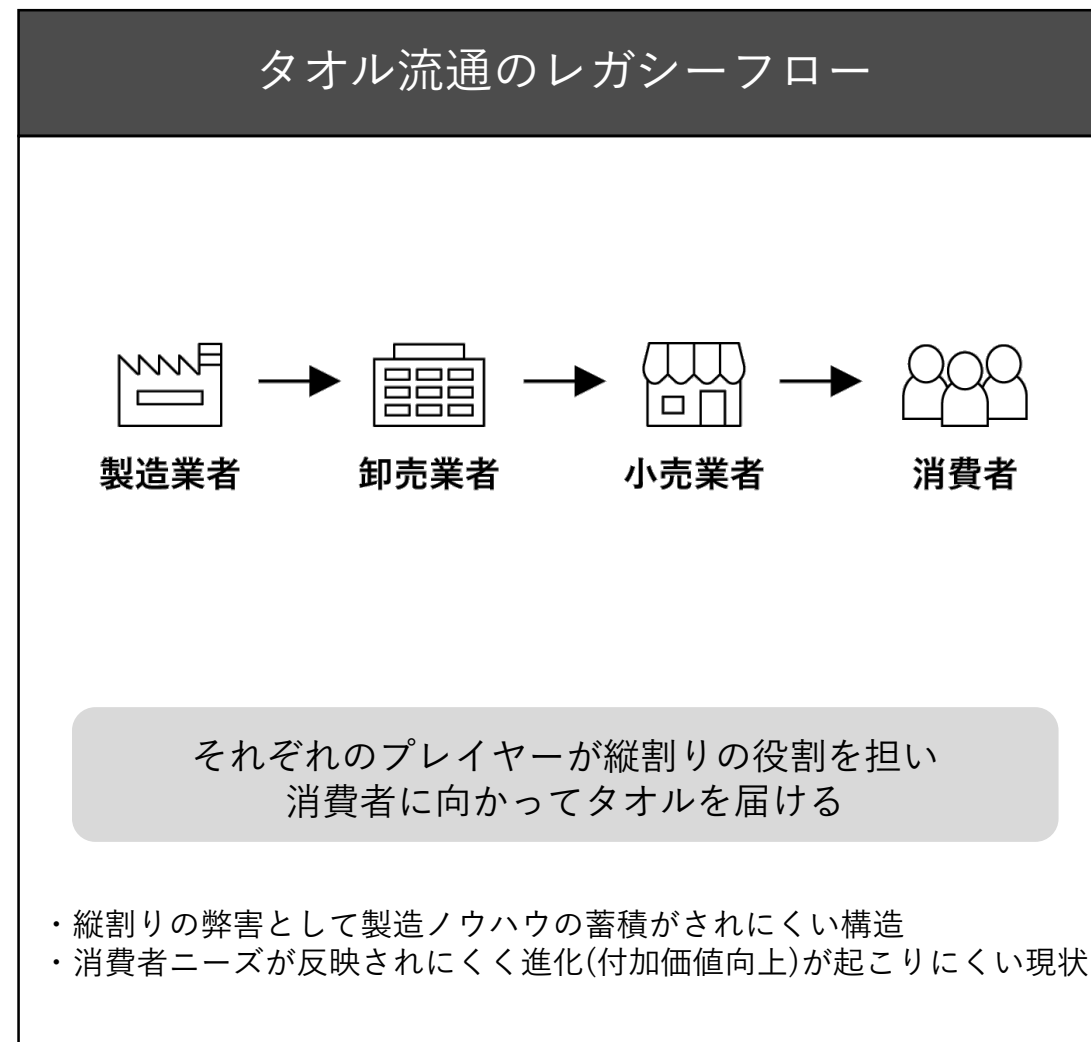 タオル流通のレガシーフロー
製造業者
卸売業者
小売業者
消費者
それぞれのプレイヤーが縦割りの役割を担い
消費者に向かってタオルを届ける
・縦割りの弊害として製造ノウハウの蓄積がされにくい構造
・消費者ニーズが反映されにくく進化(付加価値向上)が起こりにくい現状